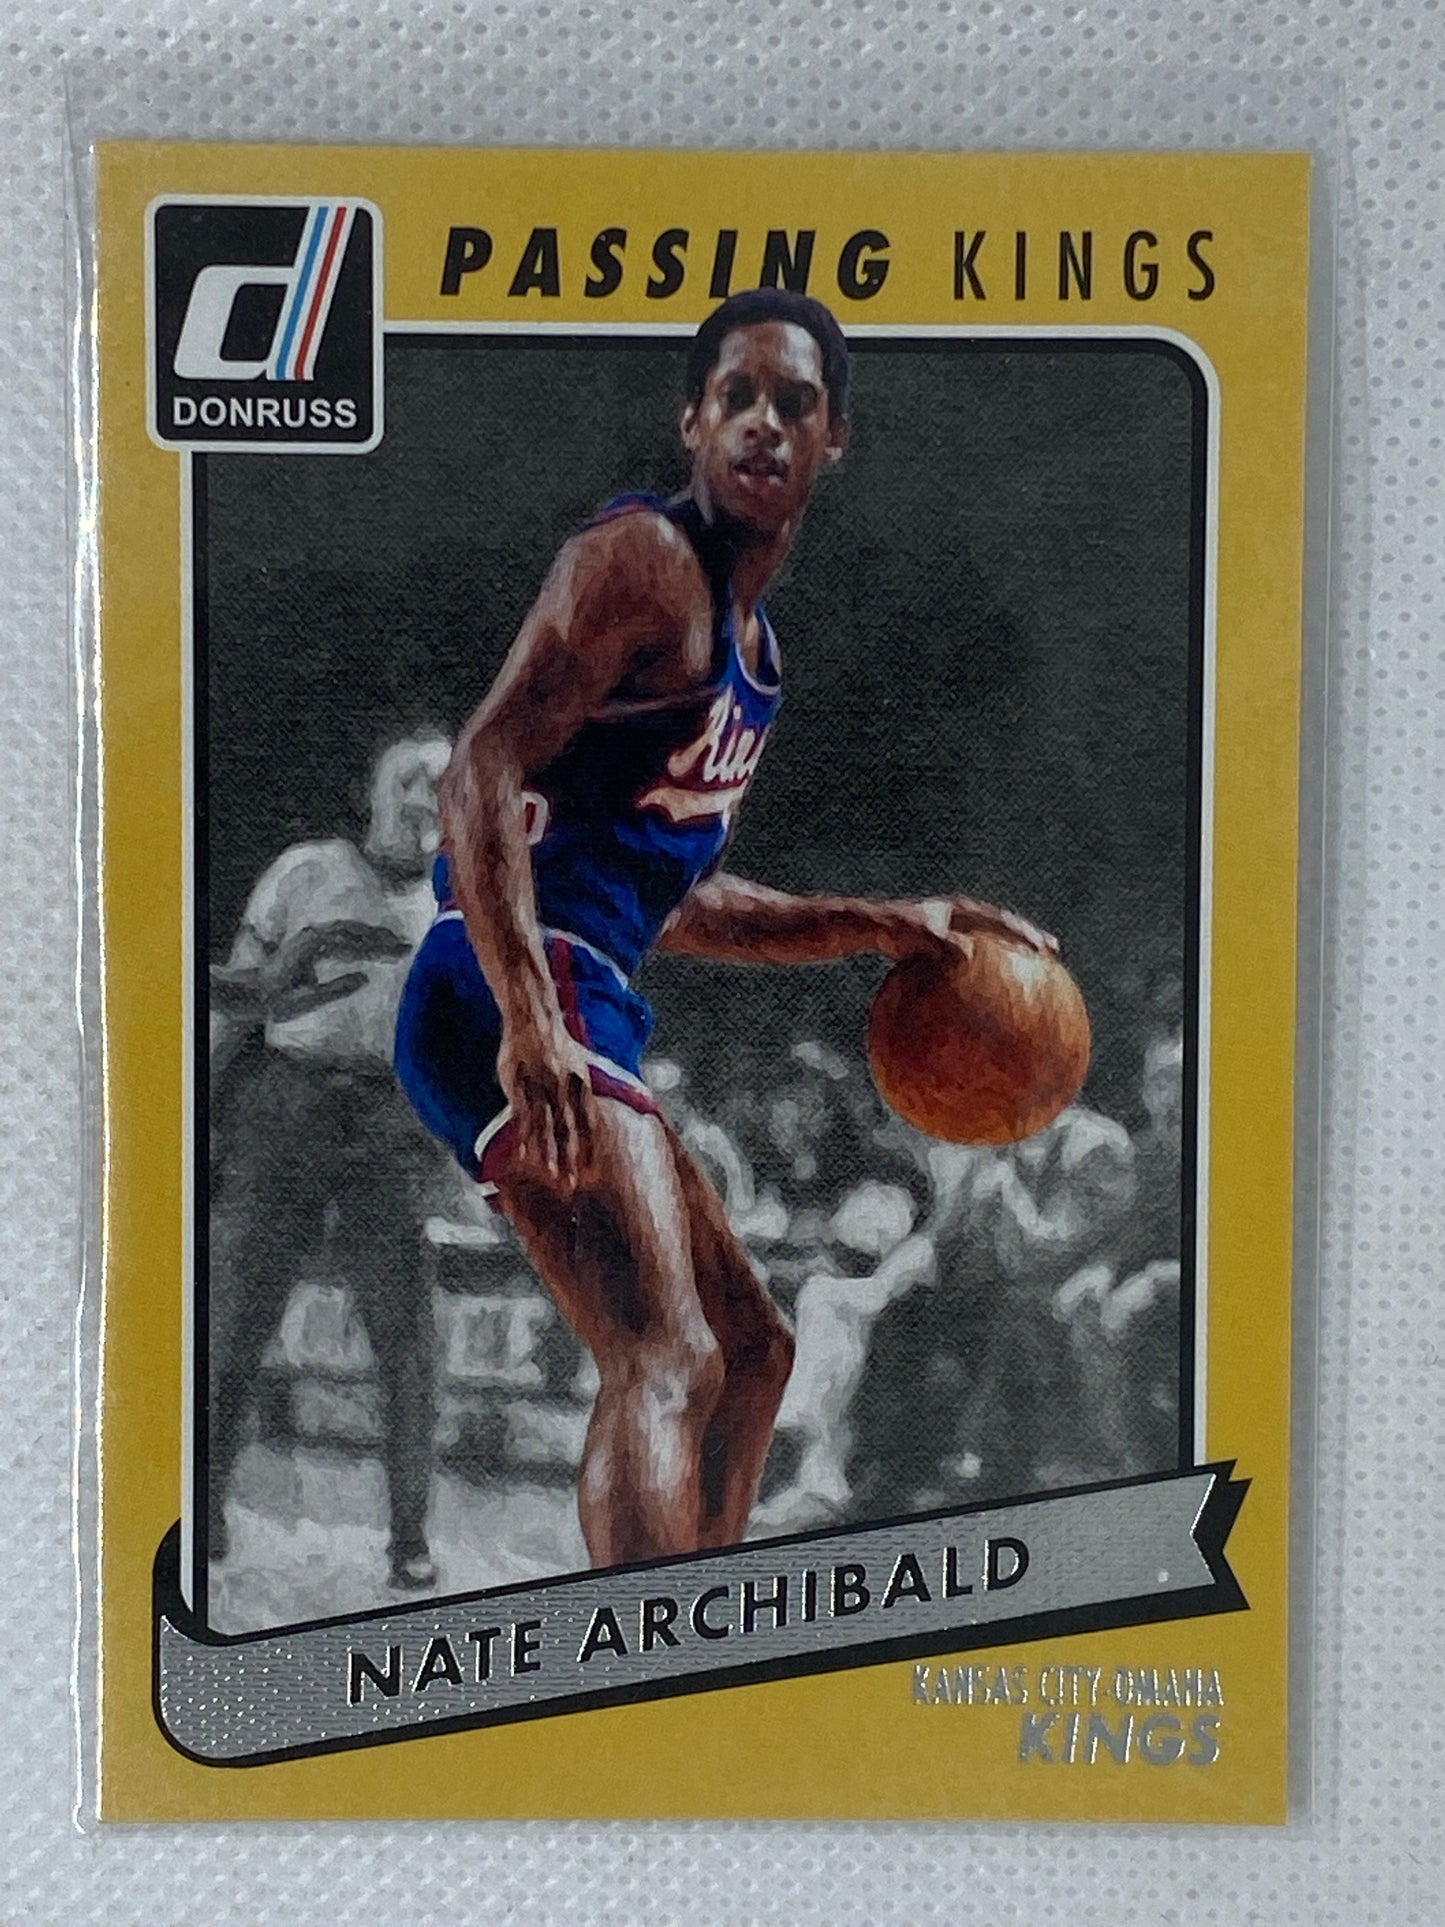 PASSING KINGS
d
DONRUSS
NATE ARCHIBALD
KANSAS CITY-OMAHA
KINGS